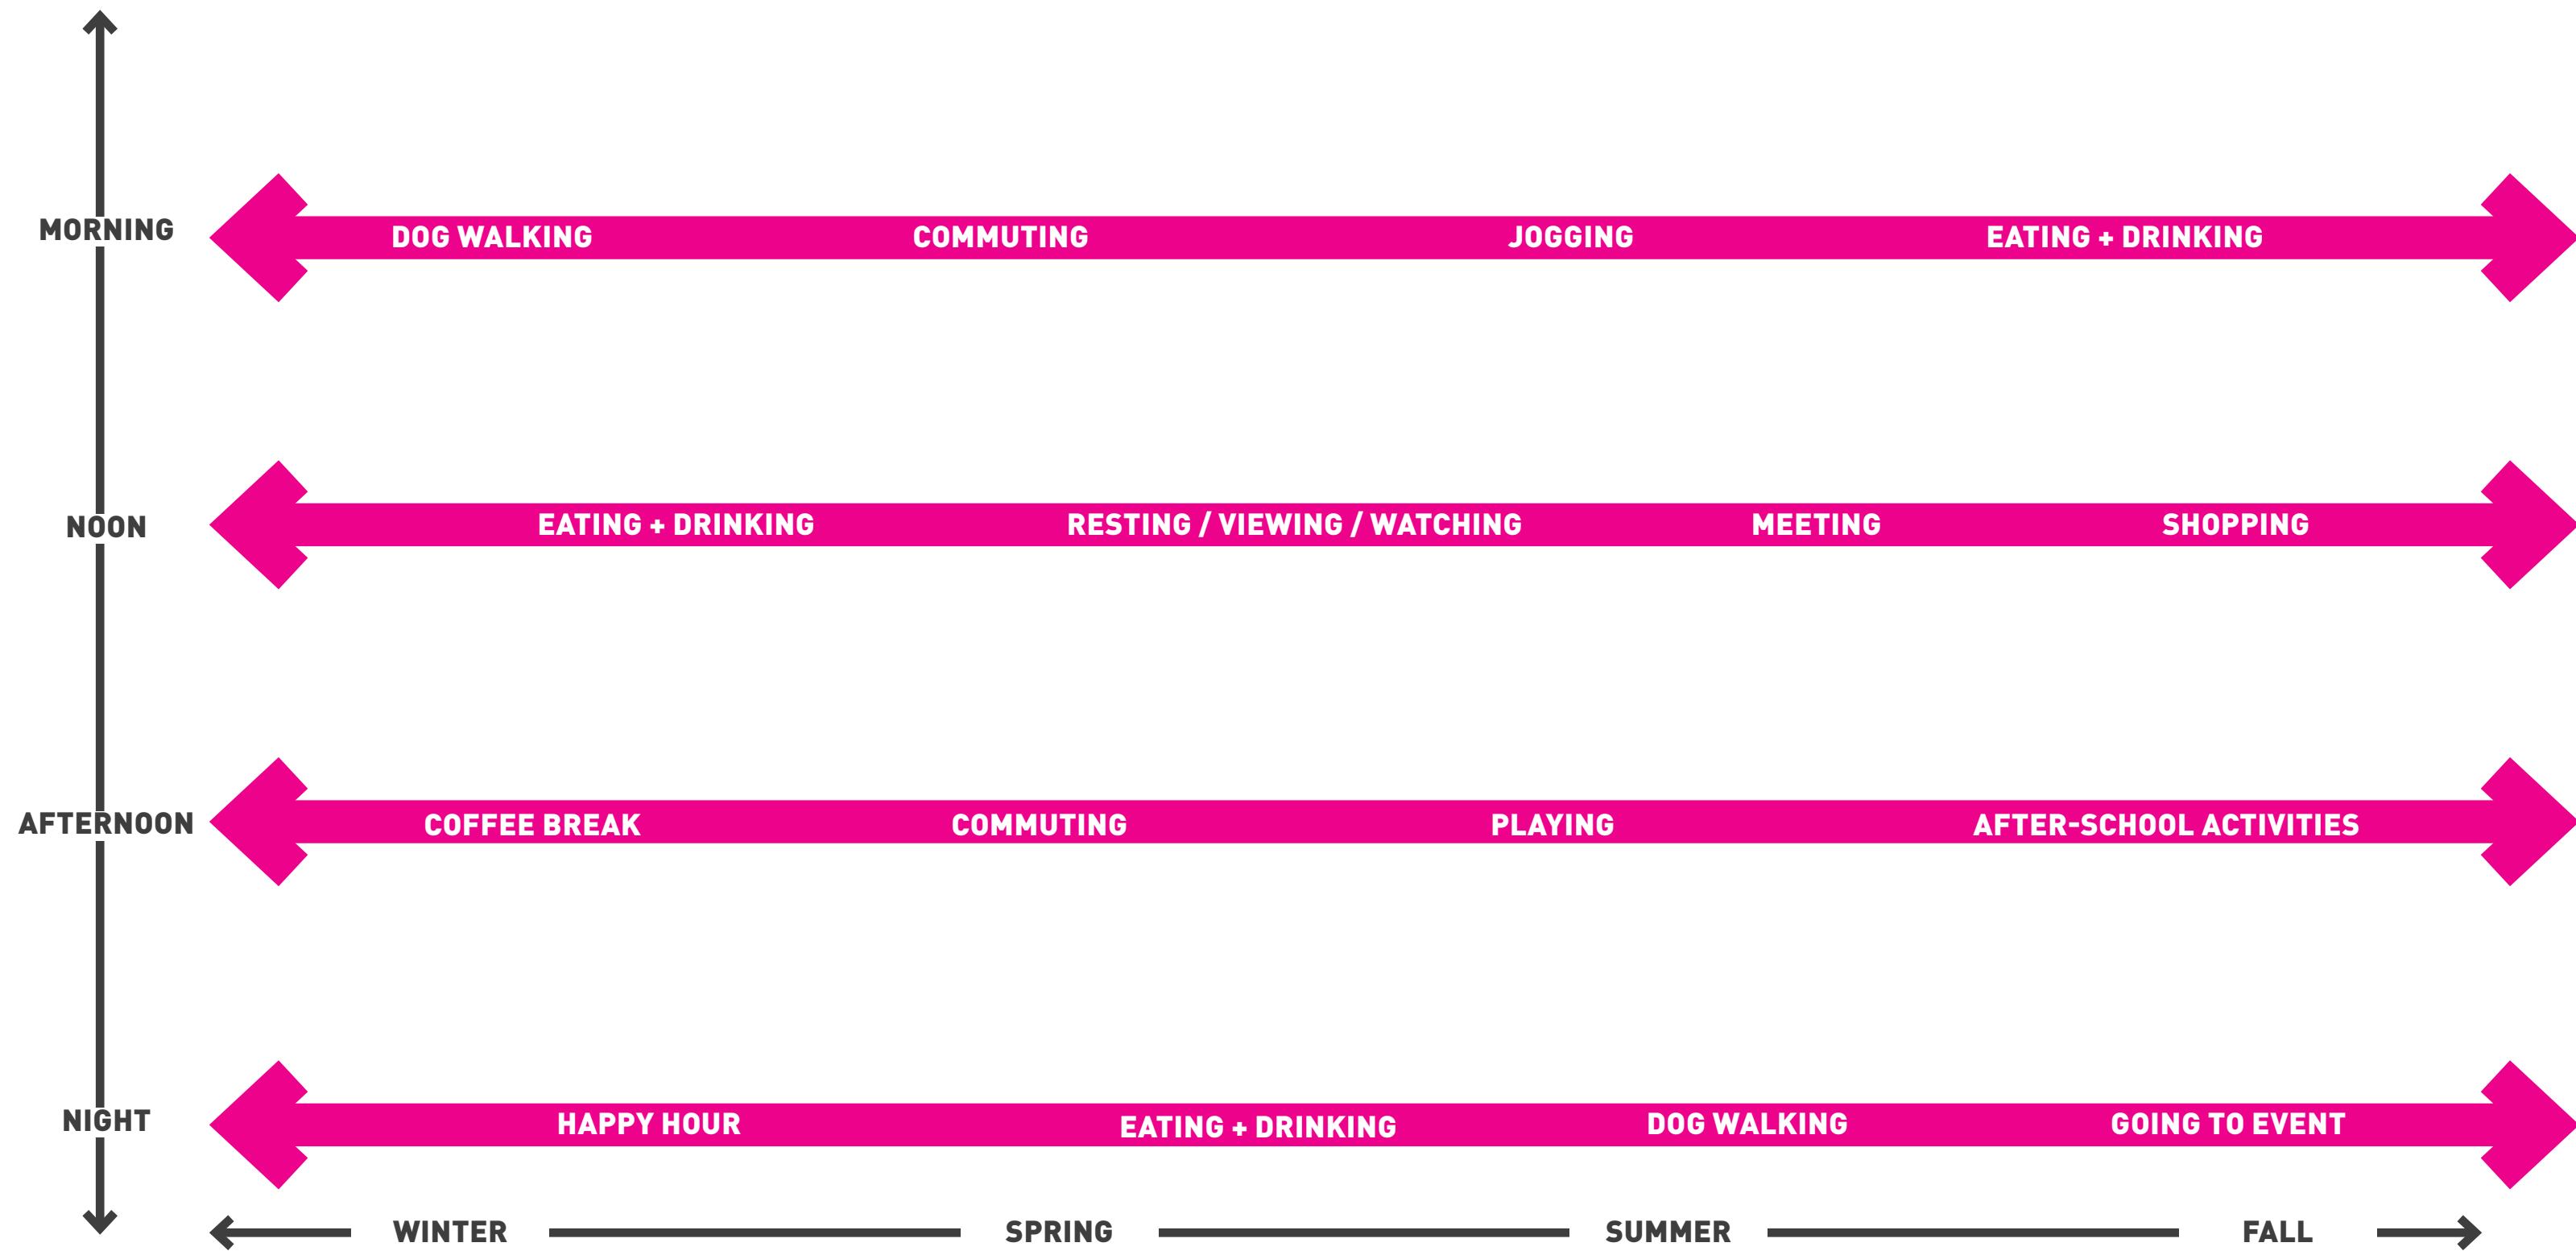 MORNING
DOG WALKING COMMUTING JOGGING EATING + DRINKING
NOON
EATING + DRINKING RESTING / VIEWING / WATCHING MEETING SHOPPING
AFTERNOON
COFFEE BREAK COMMUTING PLAYING AFTER-SCHOOL ACTIVITIES
NIGHT
HAPPY HOUR EATING + DRINKING DOG WALKING GOING TO EVENT
WINTER SPRING SUMMER FALL